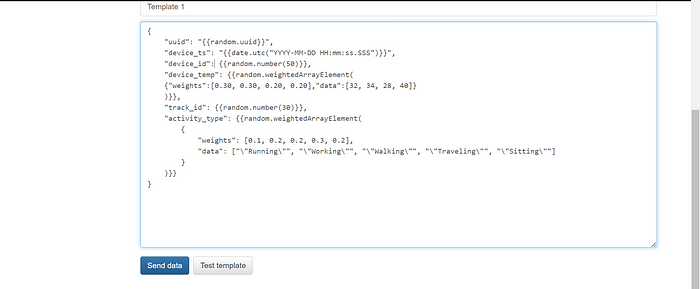 Template 1
{
"uuid": "{{random.uuid}}",
"device_ts": "{{date.utc("YYYY-MM-DD HH:mm:ss.SSS")}}",
"device_id": {{random.number(50)}},
"device_temp": {{random.weightedArrayElement(
{"weights":[0.30, 0.30, 0.20, 0.20],"data":[32, 34, 28, 40]}
)}},
"track_id": {{random.number(30)}},
"activity_type": {{random.weightedArrayElement(
{
"weights": [0.1, 0.2, 0.2, 0.3, 0.2],
"data": ["\"Running\"", "\"Working\"", "\"Walking\"", "\"Traveling\"", "\"Sitting\""]
}
)}}
}
Send data Test template